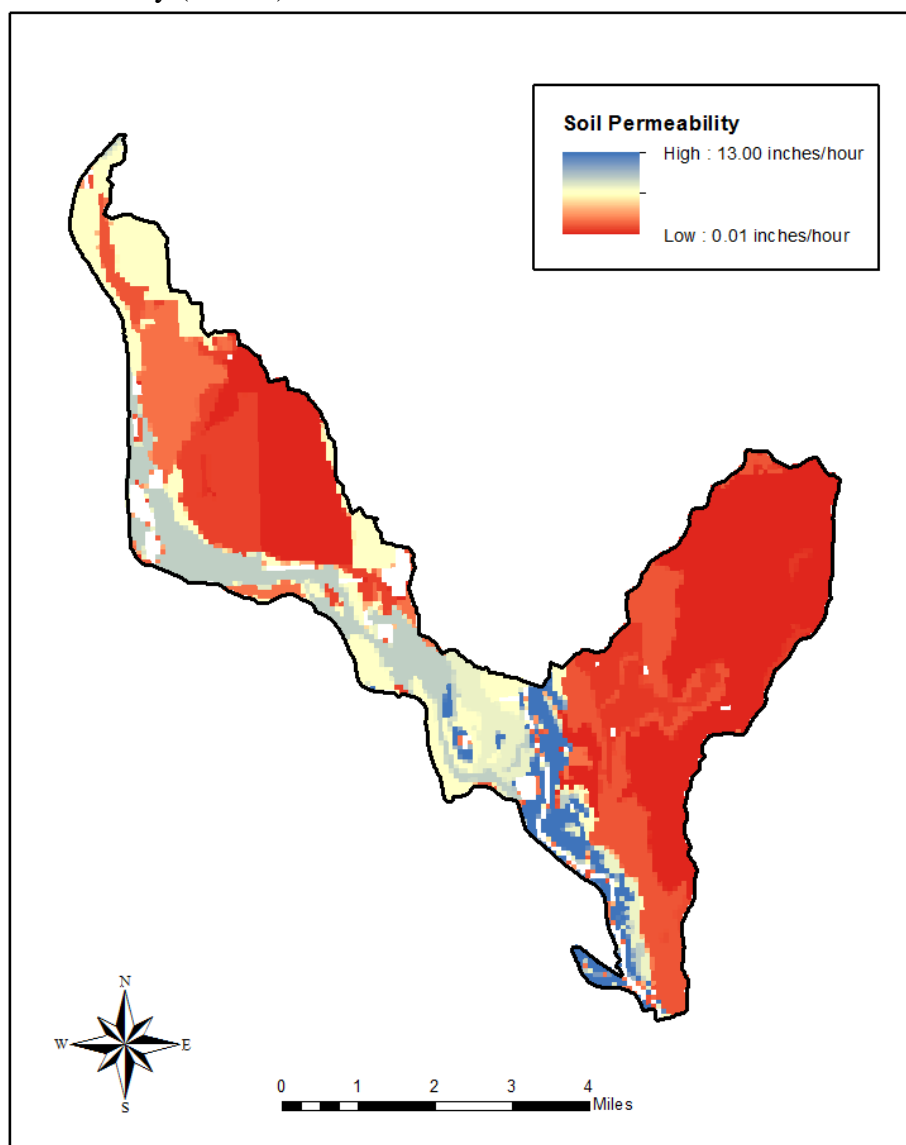 Soil Permeability
High : 13.00 inches/hour
Low : 0.01 inches/hour
N
W E
S
0 1 2 3 4
Miles